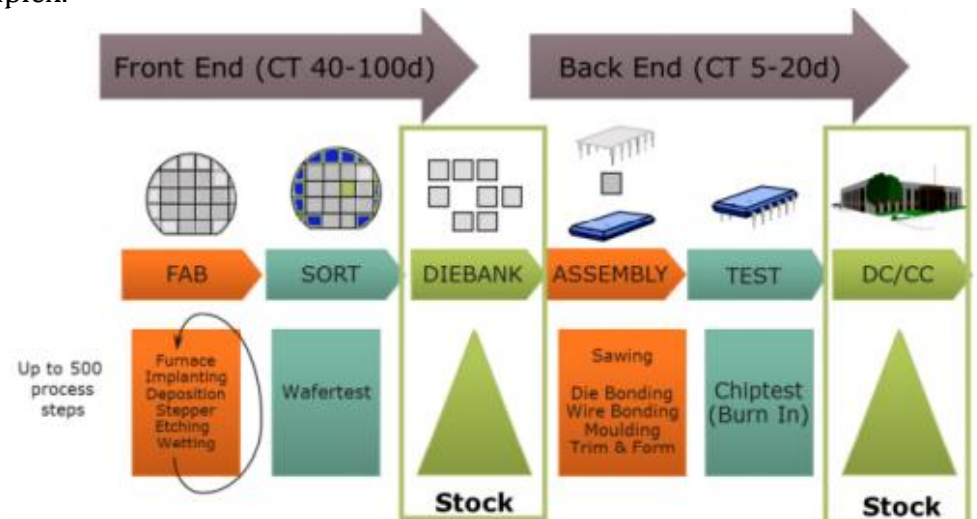 Front End (CT 40-100d)
Back End (CT 5-20d)
FAB
SORT
DIEBANK
ASSEMBLY
TEST
DC/CC
Up to 500
process
steps
Furnace
Implanting
Deposition
Stepper
Etching
Wetting
Wafertest
Stock
Sawing
Die Bonding
Wire Bonding
Moulding
Trim & Form
Chiptest
(Burn In)
Stock